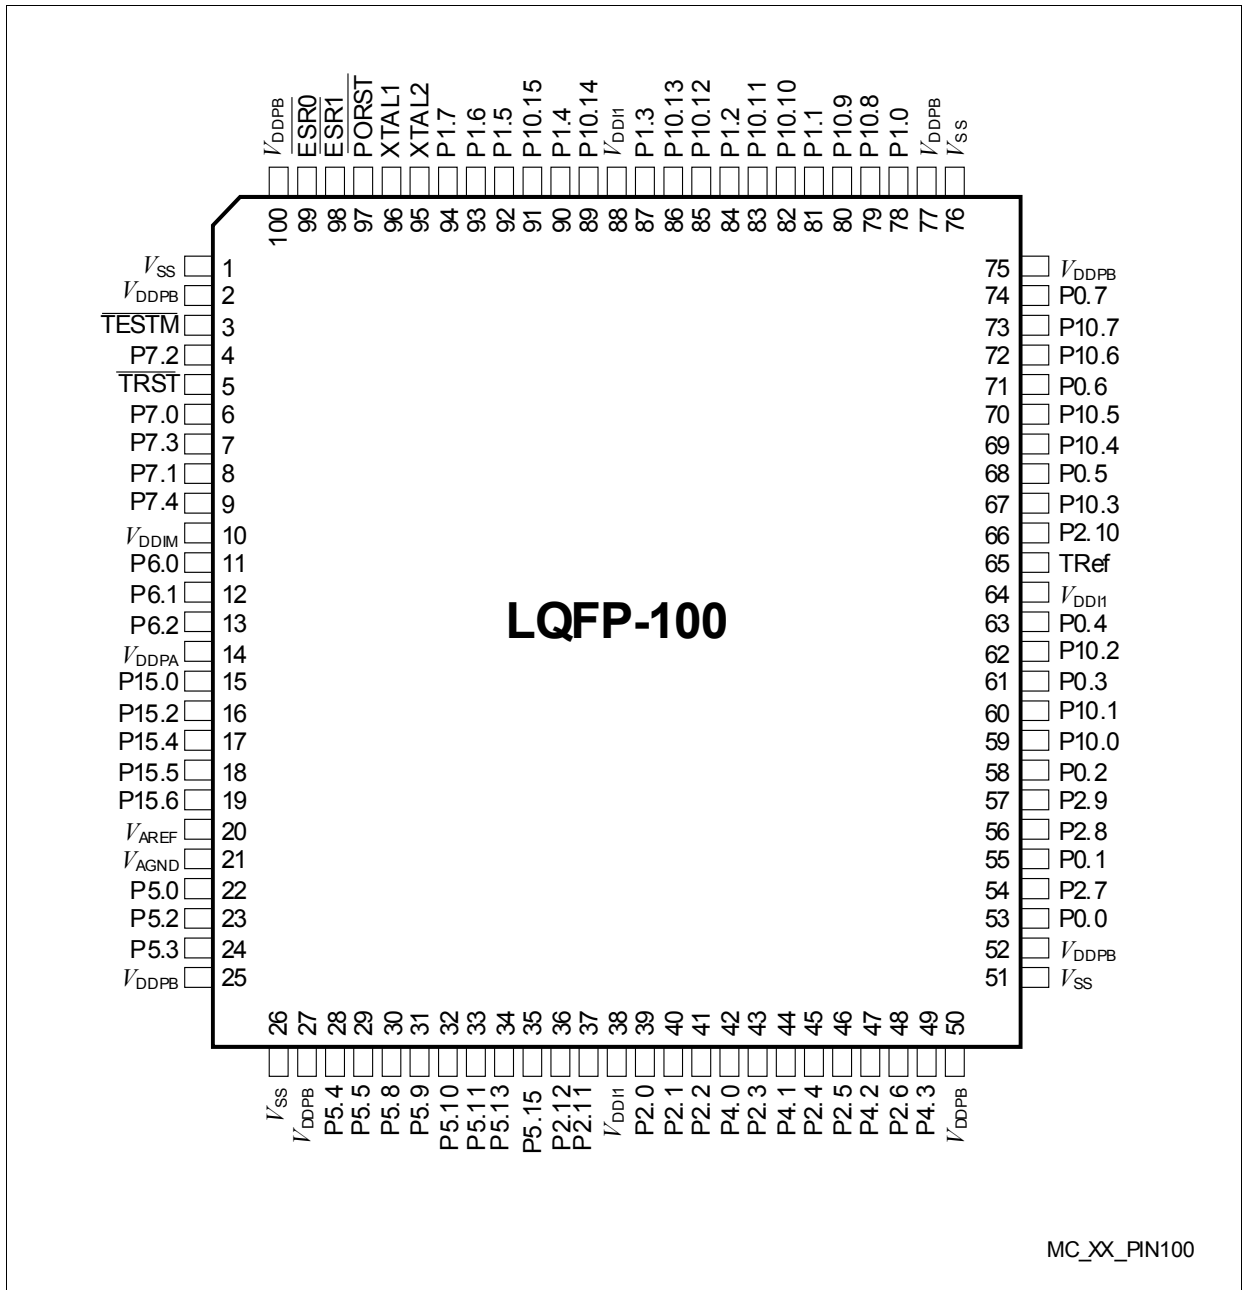 VDDPB
ESR0
ESR1
PORST
XTAL1
XTAL2
P1.7
P1.6
P1.5
P10.15
P1.4
P10.14
VDDI1
P1.3
P10.13
P10.12
P1.2
P10.11
P10.10
P1.1
P10.9
P10.8
P1.0
VDDPB
VSS
100
99
98
97
96
95
94
93
92
91
90
89
88
87
86
85
84
83
82
81
80
79
78
77
76
VSS 1
VDDPB 2
TESTM 3
P7.2 4
TRST 5
P7.0 6
P7.3 7
P7.1 8
P7.4 9
VDDIM 10
P6.0 11
P6.1 12
P6.2 13
VDDPA 14
P15.0 15
P15.2 16
P15.4 17
P15.5 18
P15.6 19
VAREF 20
VAGND 21
P5.0 22
P5.2 23
P5.3 24
VDDPB 25
LQFP-100
75 VDDPB
74 P0.7
73 P10.7
72 P10.6
71 P0.6
70 P10.5
69 P10.4
68 P0.5
67 P10.3
66 P2.10
65 TRef
64 VDDI1
63 P0.4
62 P10.2
61 P0.3
60 P10.1
59 P10.0
58 P0.2
57 P2.9
56 P2.8
55 P0.1
54 P2.7
53 P0.0
52 VDDPB
51 VSS
26
27
28
29
30
31
32
33
34
35
36
37
38
39
40
41
42
43
44
45
46
47
48
49
50
VSS
VDDPB
P5.4
P5.5
P5.8
P5.9
P5.10
P5.11
P5.13
P5.15
P2.12
P2.11
VDDI1
P2.0
P2.1
P2.2
P4.0
P2.3
P4.1
P2.4
P2.5
P4.2
P2.6
P4.3
VDDPB
MC_XX_PIN100